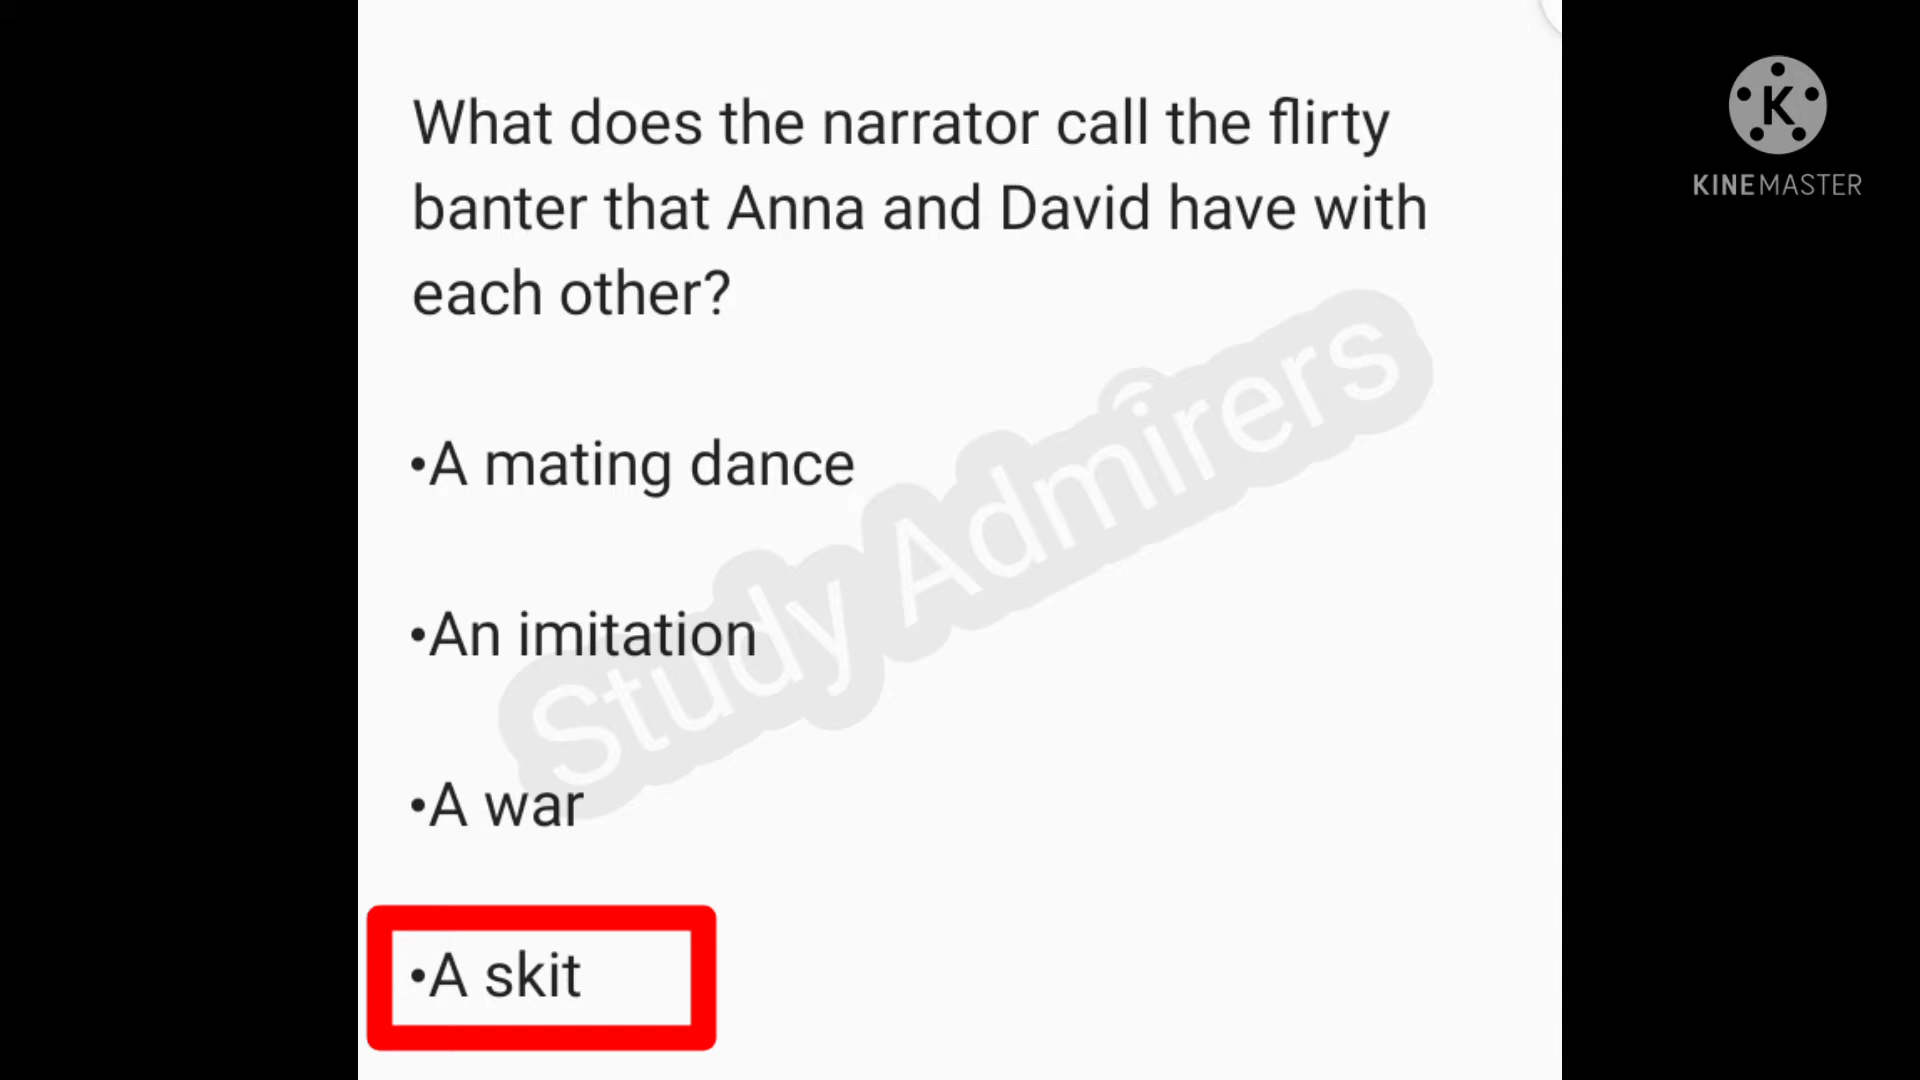 What does the narrator call the flirty
banter that Anna and David have with
each other?
•A mating dance
•An imitation
•A war
•A skit
Study Admirers
K
KINEMASTER